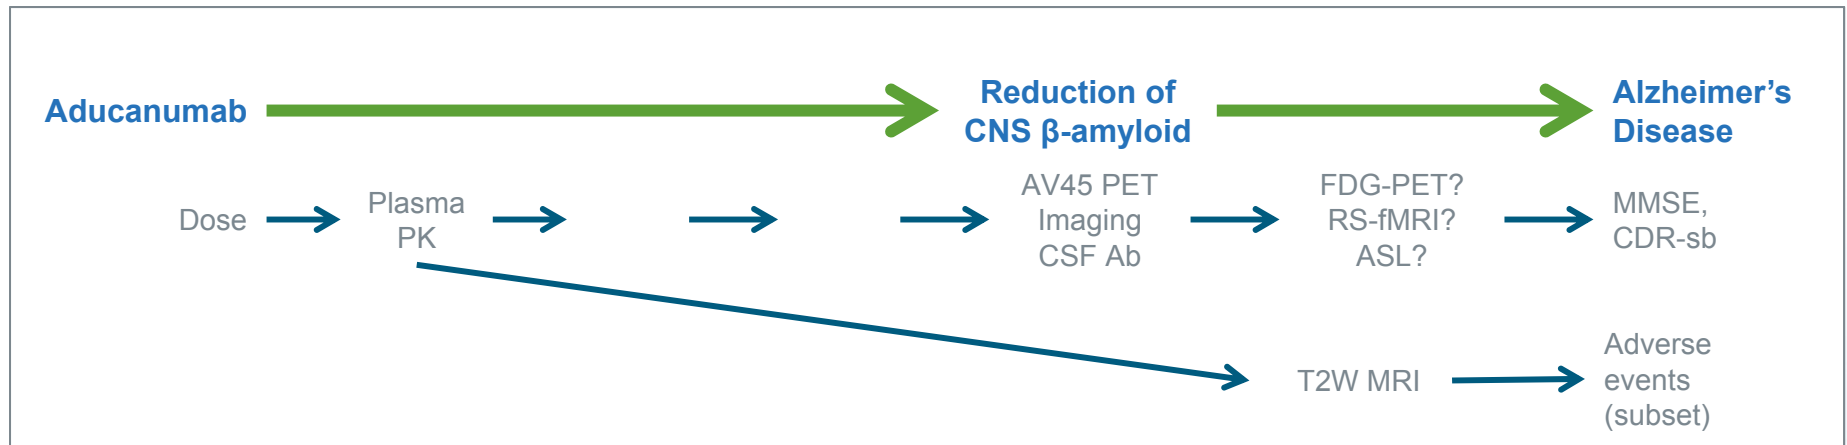 Aducanumab
Reduction of
CNS β-amyloid
Alzheimer's
Disease
Dose
Plasma
PK
AV45 PET
Imaging
CSF Ab
FDG-PET?
RS-fMRI?
ASL?
MMSE,
CDR-sb
T2W MRI
Adverse
events
(subset)